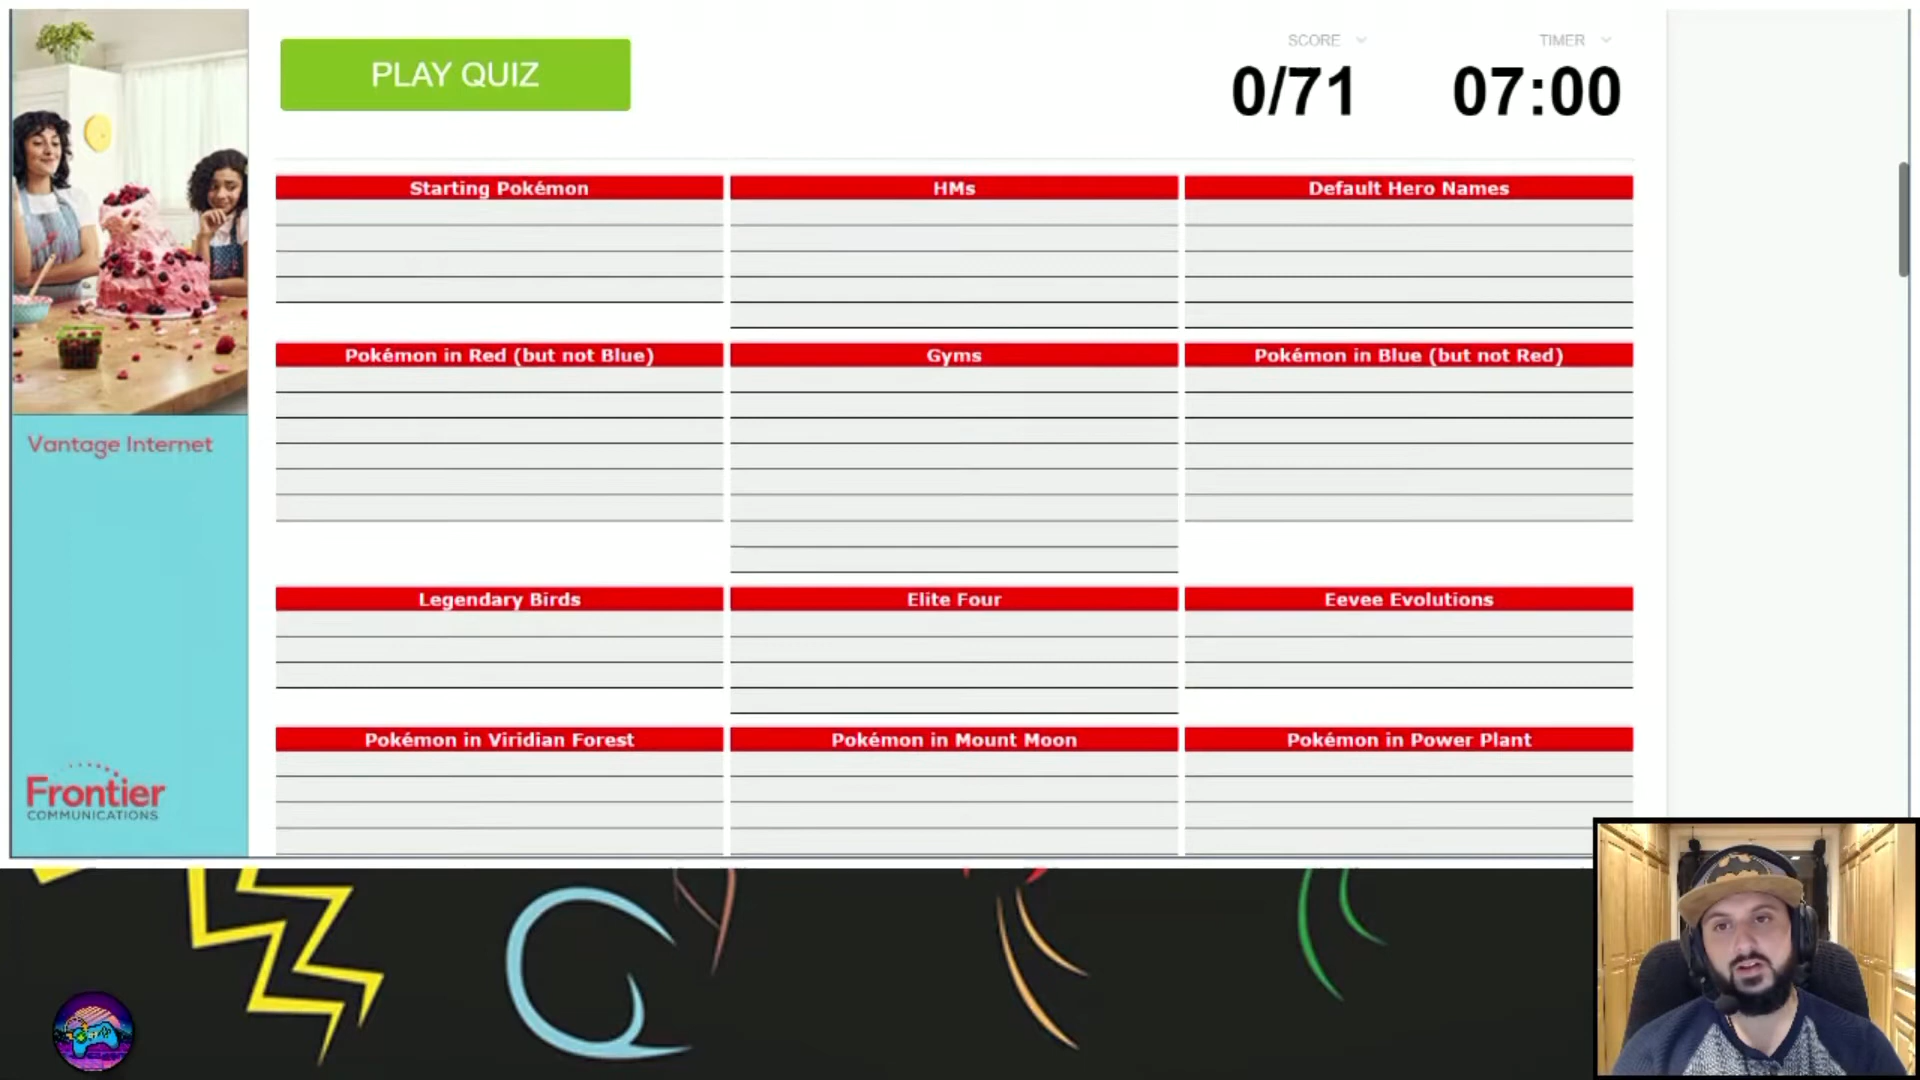 PLAY QUIZ
SCORE
TIMER
0/71
07:00
Starting Pokémon
HMs
Default Hero Names
Pokémon in Red (but not Blue)
Gyms
Pokémon in Blue (but not Red)
Legendary Birds
Elite Four
Eevee Evolutions
Pokémon in Viridian Forest
Pokémon in Mount Moon
Pokémon in Power Plant
Vantage Internet
Frontier
COMMUNICATIONS